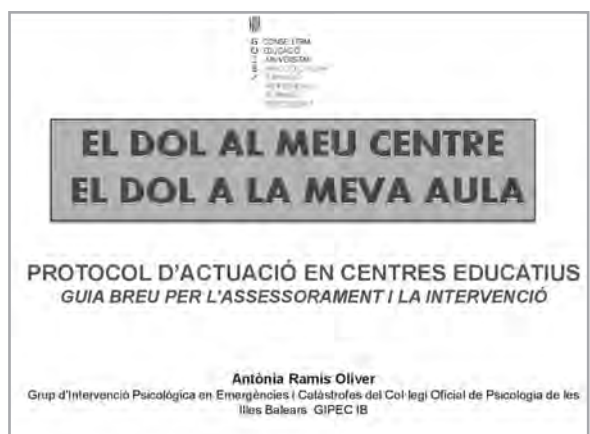 G CONSELLERIA
O EDUCACIÓ
I UNIVERSITAT
EL DOL AL MEU CENTRE
EL DOL A LA MEVA AULA
PROTOCOL D'ACTUACIÓ EN CENTRES EDUCATIUS
GUIA BREU PER L'ASSESSORAMENT I LA INTERVENCIÓ
Antònia Ramis Oliver
Grup d'Intervenció Psicològica en Emergències i Catàstrofes del Col·legi Oficial de Psicologia de les
Illes Balears GIPEC IB